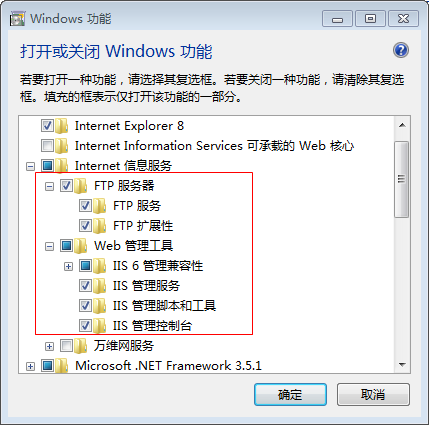 Windows 功能
打开或关闭 Windows 功能
若要打开一种功能，请选择其复选框。若要关闭一种功能，请清除其复选
框。填充的框表示仅打开该功能的一部分。
Internet Explorer 8
Internet Information Services 可承载的 Web 核心
Internet 信息服务
FTP 服务器
FTP 服务
FTP 扩展性
Web 管理工具
IIS 6 管理兼容性
IIS 管理服务
IIS 管理脚本和工具
IIS 管理控制台
万维网服务
Microsoft .NET Framework 3.5.1
确定
取消